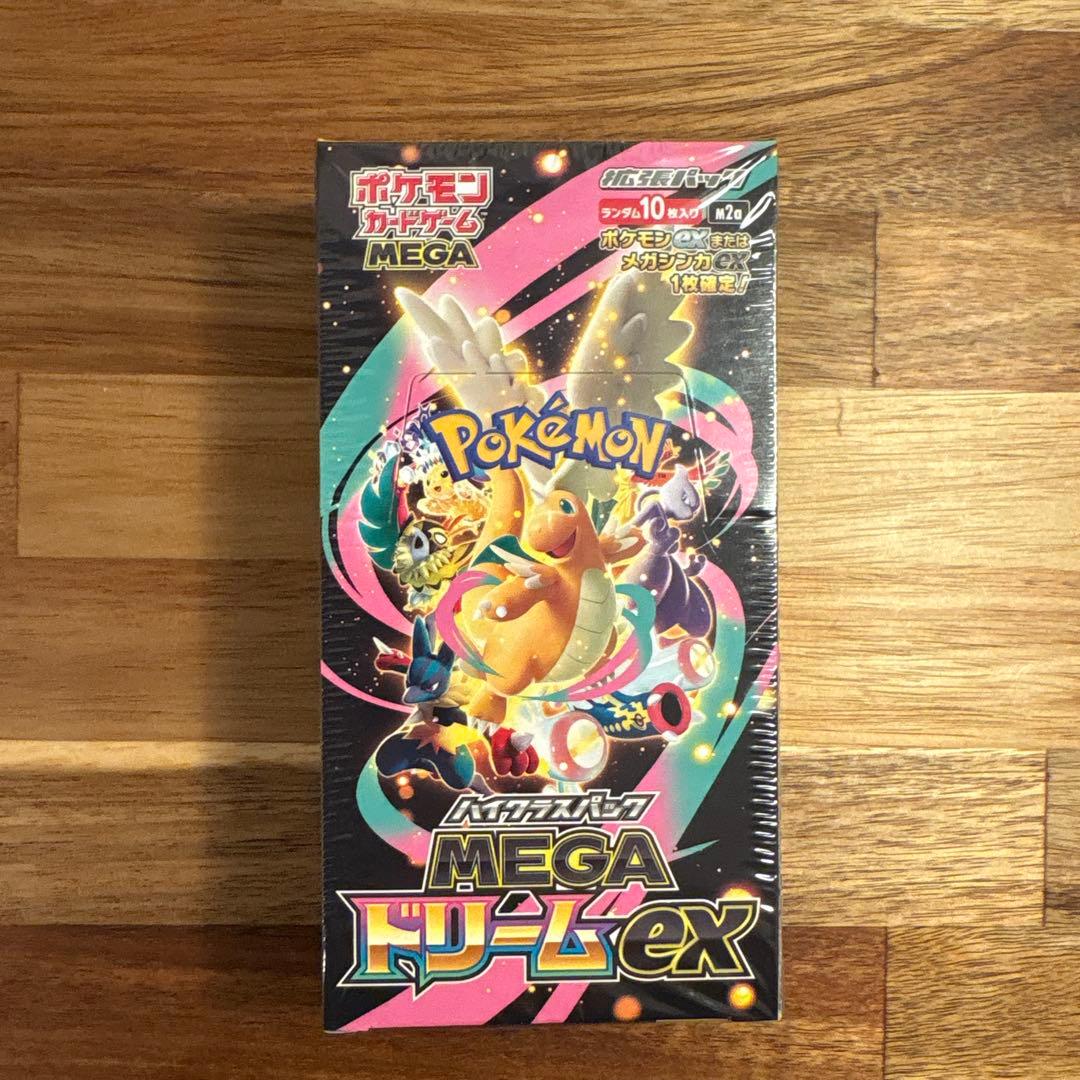 ポケモン
カードゲーム
MEGA
拡張パック
ランダム10枚入り M2a
ポケモンexまたは
メガシンカex
1枚確定!
POKéMON
ハイクラスパック
MEGA
ドリームex